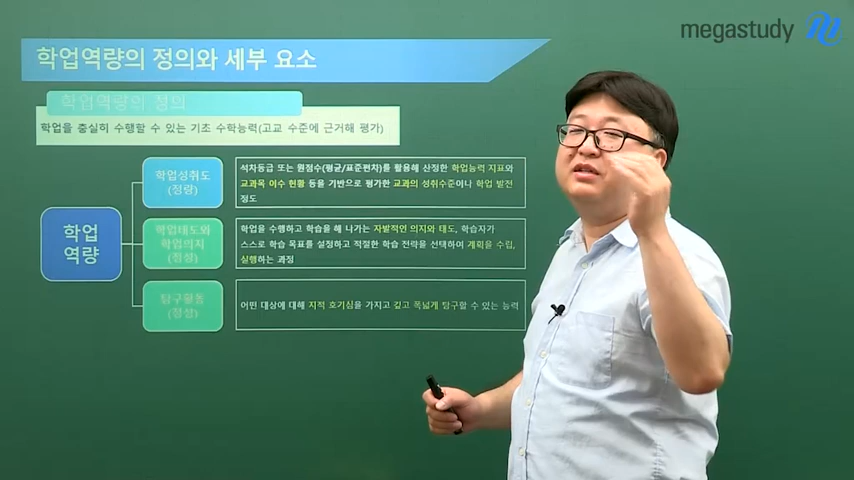 megastudy
학업역량의 정의와 세부 요소
학업역량의 정의
학업을 충실히 수행할 수 있는 기초 수학능력(고교 수준에 근거해 평가)
학업
역량
학업성취도
(정량)
석차등급 또는 원점수(평균/표준편차)를 활용해 산정한 학업능력 지표와
교과목 이수 현황 등을 기반으로 평가한 교과의 성취수준이나 학업 발전
정도
학업태도와
학업의지
(정성)
학업을 수행하고 학습을 해 나가는 자발적인 의지와 태도, 학습자가
스스로 학습 목표를 설정하고 적절한 학습 전략을 선택하여 계획을 수립,
실행하는 과정
탐구활동
(정성)
어떤 대상에 대해 지적 호기심을 가지고 깊고 폭넓게 탐구할 수 있는 능력